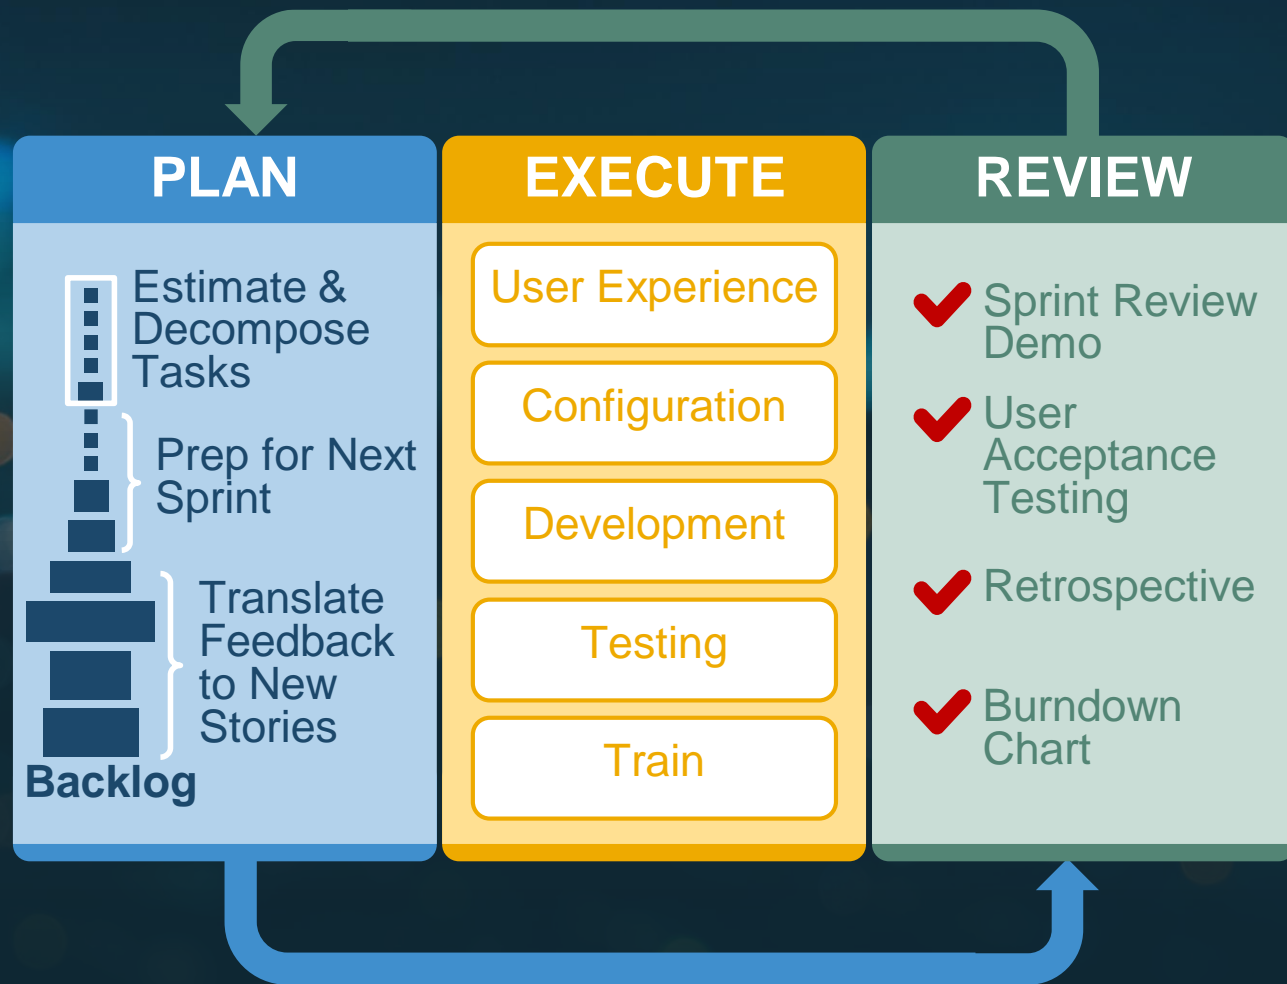 PLAN
Estimate &
Decompose
Tasks
Prep for Next
Sprint
Translate
Feedback
to New
Stories
Backlog
EXECUTE
User Experience
Configuration
Development
Testing
Train
REVIEW
Sprint Review
Demo
User
Acceptance
Testing
Retrospective
Burndown
Chart